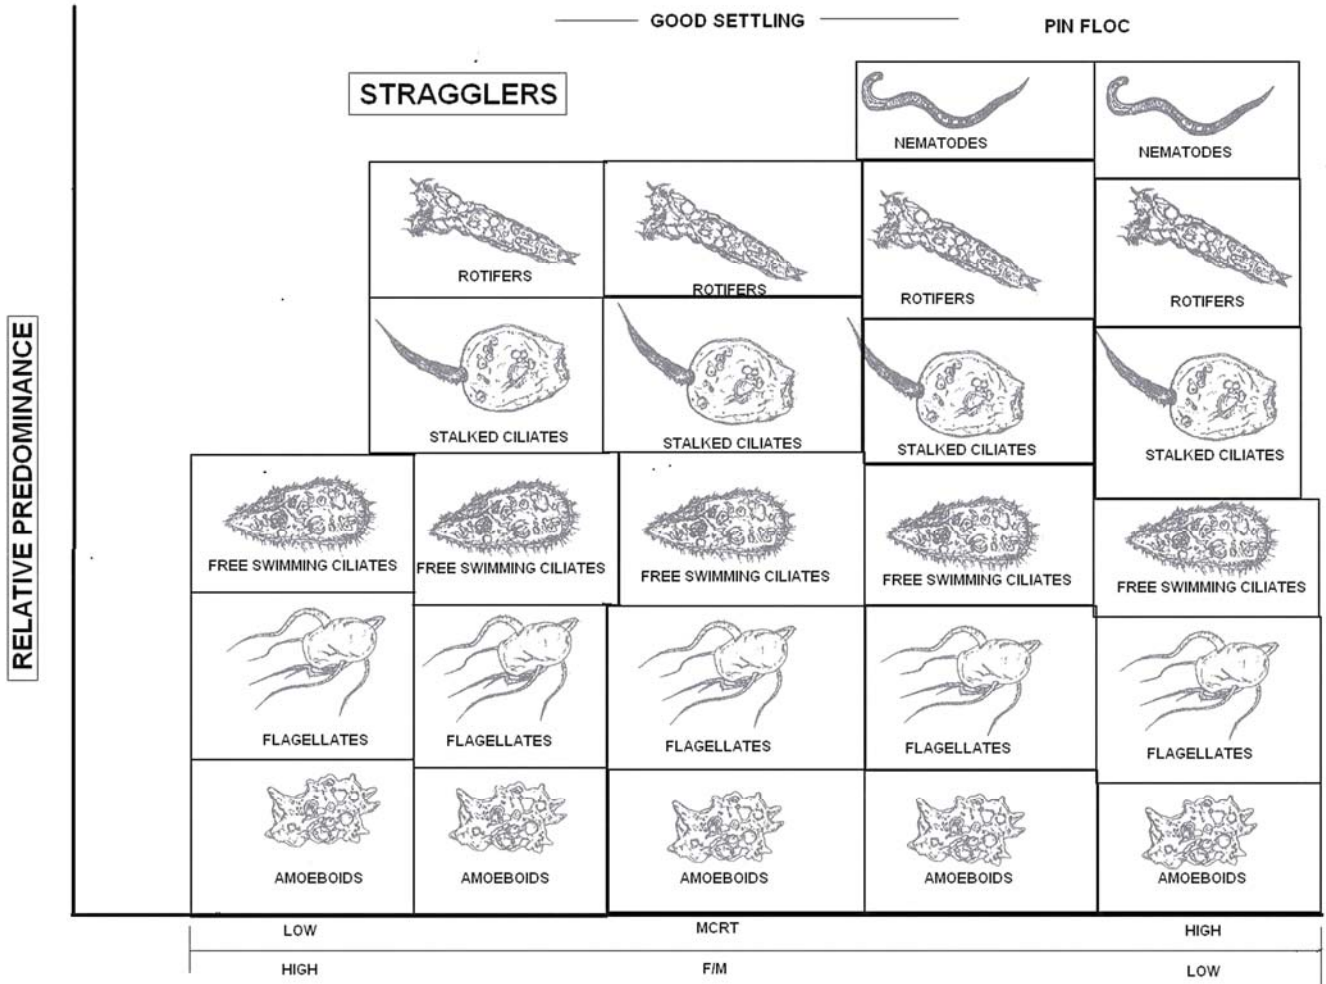 GOOD SETTLING
PIN FLOC
STRAGGLERS
NEMATODES
NEMATODES
ROTIFERS
ROTIFERS
ROTIFERS
ROTIFERS
STALKED CILIATES
STALKED CILIATES
STALKED CILIATES
STALKED CILIATES
FREE SWIMMING CILIATES
FREE SWIMMING CILIATES
FREE SWIMMING CILIATES
FREE SWIMMING CILIATES
FREE SWIMMING CILIATES
FLAGELLATES
FLAGELLATES
FLAGELLATES
FLAGELLATES
FLAGELLATES
AMOEBOIDS
AMOEBOIDS
AMOEBOIDS
AMOEBOIDS
AMOEBOIDS
RELATIVE PREDOMINANCE
LOW MCRT HIGH
HIGH F/M LOW